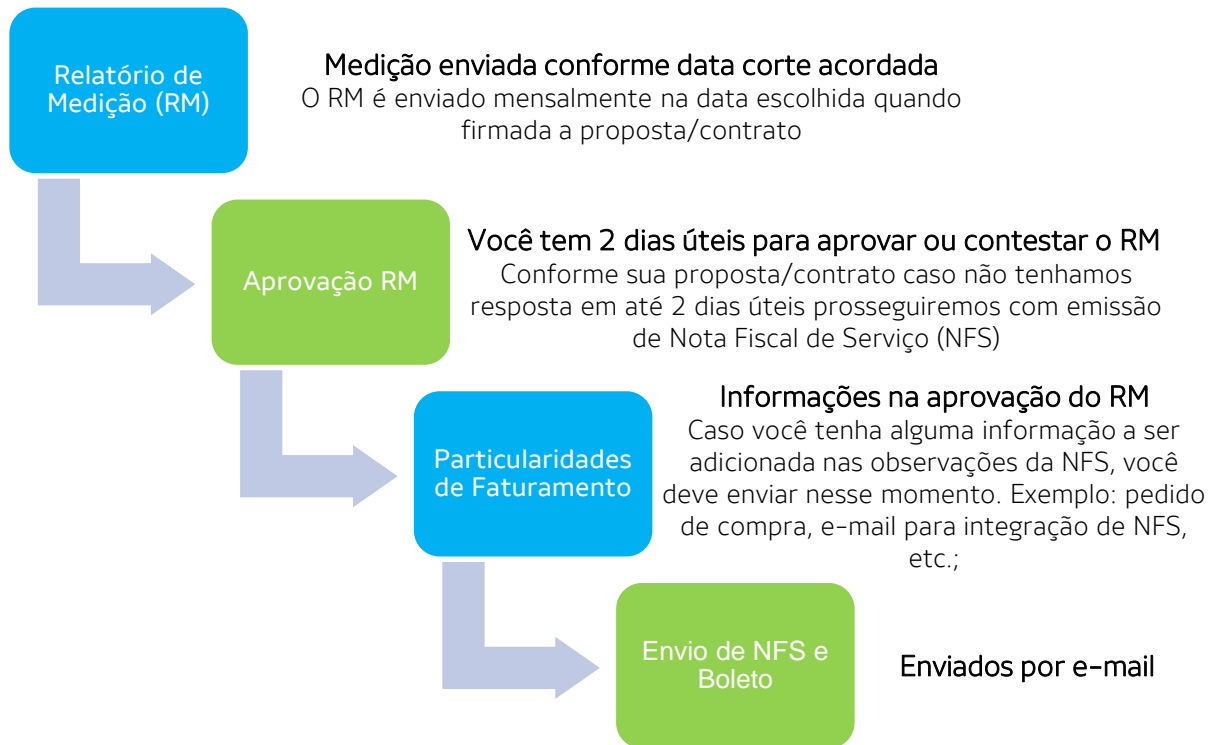 Relatório de
Medição (RM)
Medição enviada conforme data corte acordada
O RM é enviado mensalmente na data escolhida quando
firmada a proposta/contrato
Aprovação RM
Você tem 2 dias úteis para aprovar ou contestar o RM
Conforme sua proposta/contrato caso não tenhamos
resposta em até 2 dias úteis prosseguiremos com emissão
de Nota Fiscal de Serviço (NFS)
Particularidades
de Faturamento
Informações na aprovação do RM
Caso você tenha alguma informação a ser
adicionada nas observações da NFS, você
deve enviar nesse momento. Exemplo: pedido
de compra, e-mail para integração de NFS,
etc.;
Envio de NFS e
Boleto
Enviados por e-mail